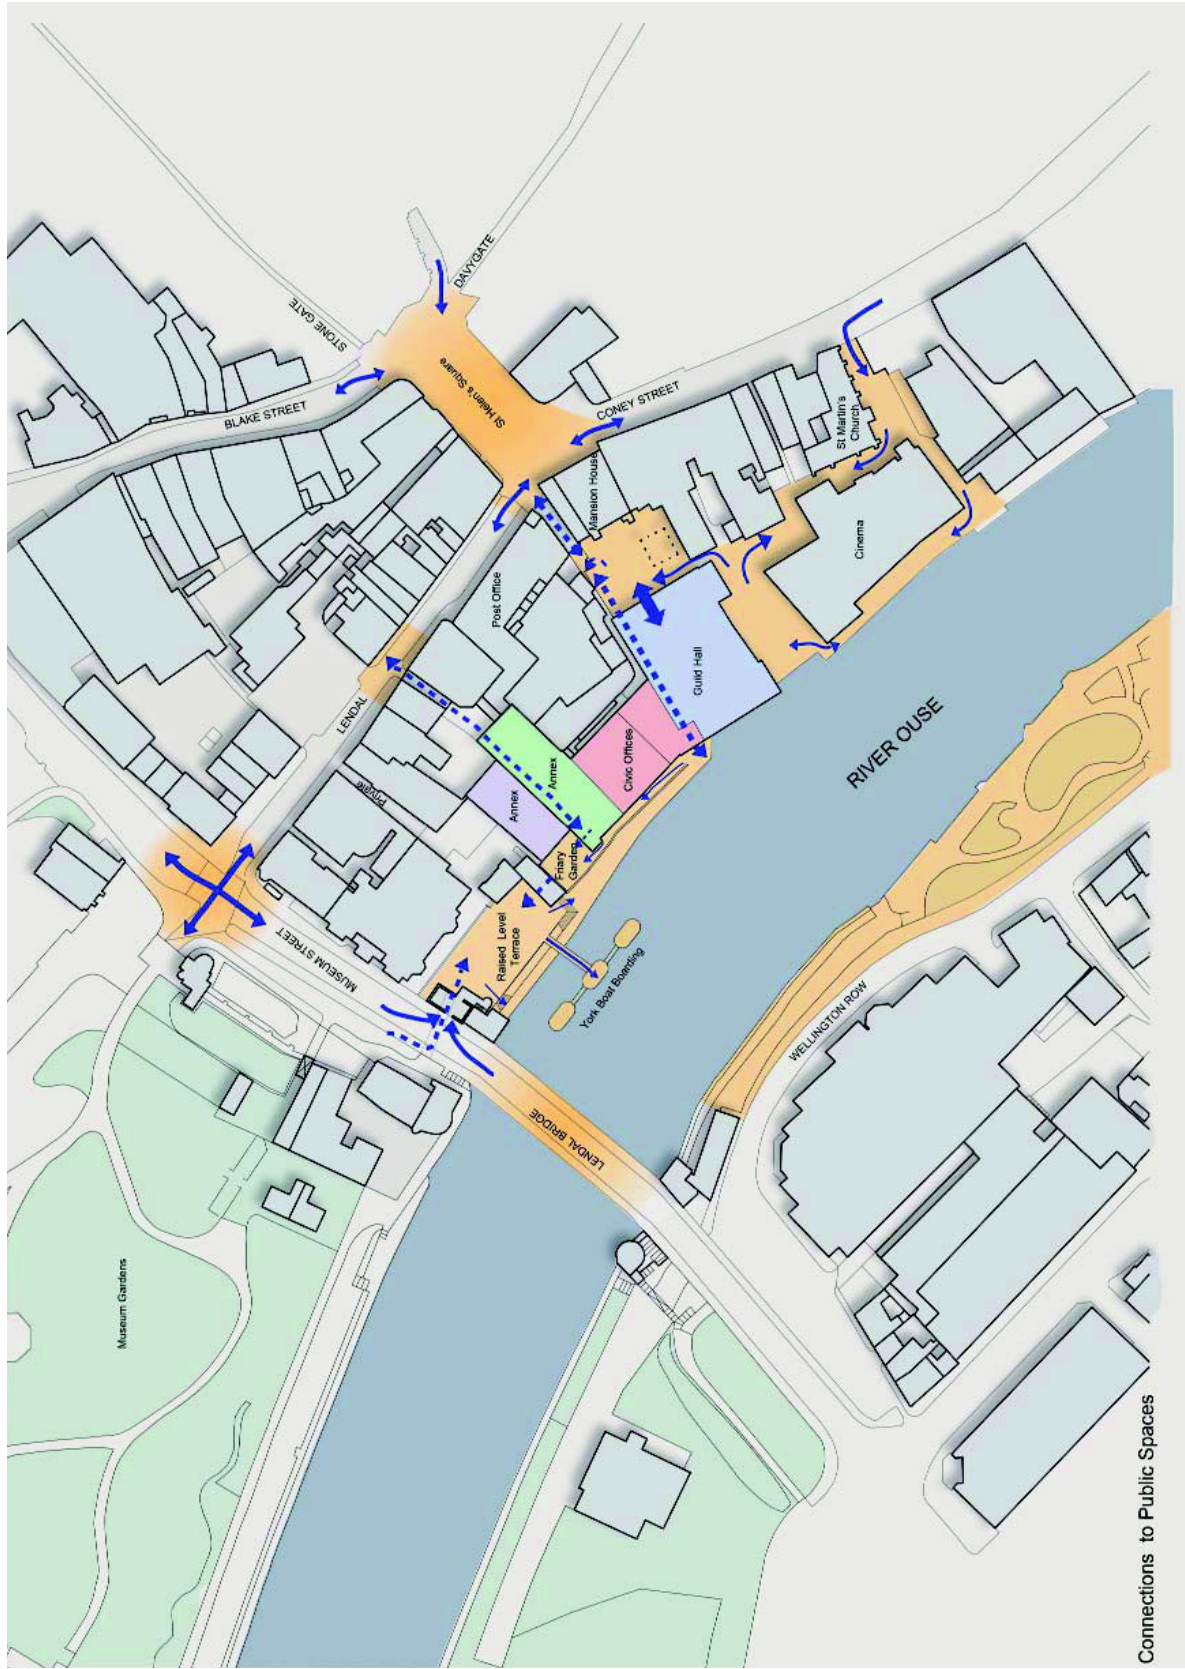 STONE GATE
DAVYGATE
BLAKE STREET
St Helen's Square
CONEY STREET
Mansion House
St Martin's
Church
Cinema
Post Office
Guild Hall
LENDAL
Private
Annex
Annex
Civic Offices
Friary
Garden
Raised Level
Terrace
York Boat Boarding
MUSEUM STREET
RIVER OUSE
WELLINGTON ROW
LENDAL BRIDGE
Museum Gardens
Connections to Public Spaces